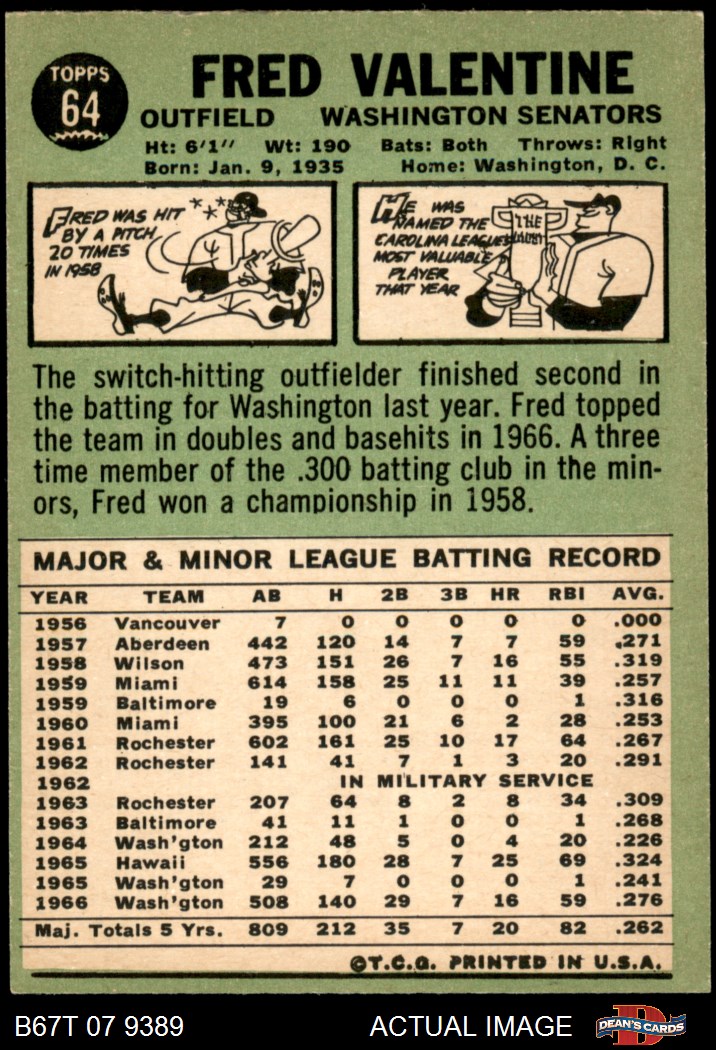 TOPPS
64
FRED VALENTINE
OUTFIELD WASHINGTON SENATORS
Ht: 6'1" Wt: 190 Bats: Both Throws: Right
Born: Jan. 9, 1935 Home: Washington, D. C.
FRED WAS HIT
BY A PITCH
20 TIMES
IN 1958
HE WAS
NAMED THE
CAROLINA LEAGUE'S
MOST VALUABLE
PLAYER
THAT YEAR
THE
The switch-hitting outfielder finished second in
the batting for Washington last year. Fred topped
the team in doubles and basehits in 1966. A three
time member of the .300 batting club in the min-
ors, Fred won a championship in 1958.
MAJOR & MINOR LEAGUE BATTING RECORD
YEAR TEAM AB H 2B 3B HR RBI AVG.
1956 Vancouver 7 0 0 0 0 0 .000
1957 Aberdeen 442 120 14 7 7 59 .271
1958 Wilson 473 151 26 7 16 55 .319
1959 Miami 614 158 25 11 11 39 .257
1959 Baltimore 19 6 0 0 0 1 .316
1960 Miami 395 100 21 6 2 28 .253
1961 Rochester 602 161 25 10 17 64 .267
1962 Rochester 141 41 7 1 3 20 .291
1962 IN MILITARY SERVICE
1963 Rochester 207 64 8 2 8 34 .309
1963 Baltimore 41 11 1 0 0 1 .268
1964 Wash'gton 212 48 5 0 4 20 .226
1965 Hawaii 556 180 28 7 25 69 .324
1965 Wash'gton 29 7 0 0 0 1 .241
1966 Wash'gton 508 140 29 7 16 59 .276
Maj. Totals 5 Yrs. 809 212 35 7 20 82 .262
©T.C.G. PRINTED IN U.S.A.
B67T 07 9389 ACTUAL IMAGE
DEAN'S CARDS